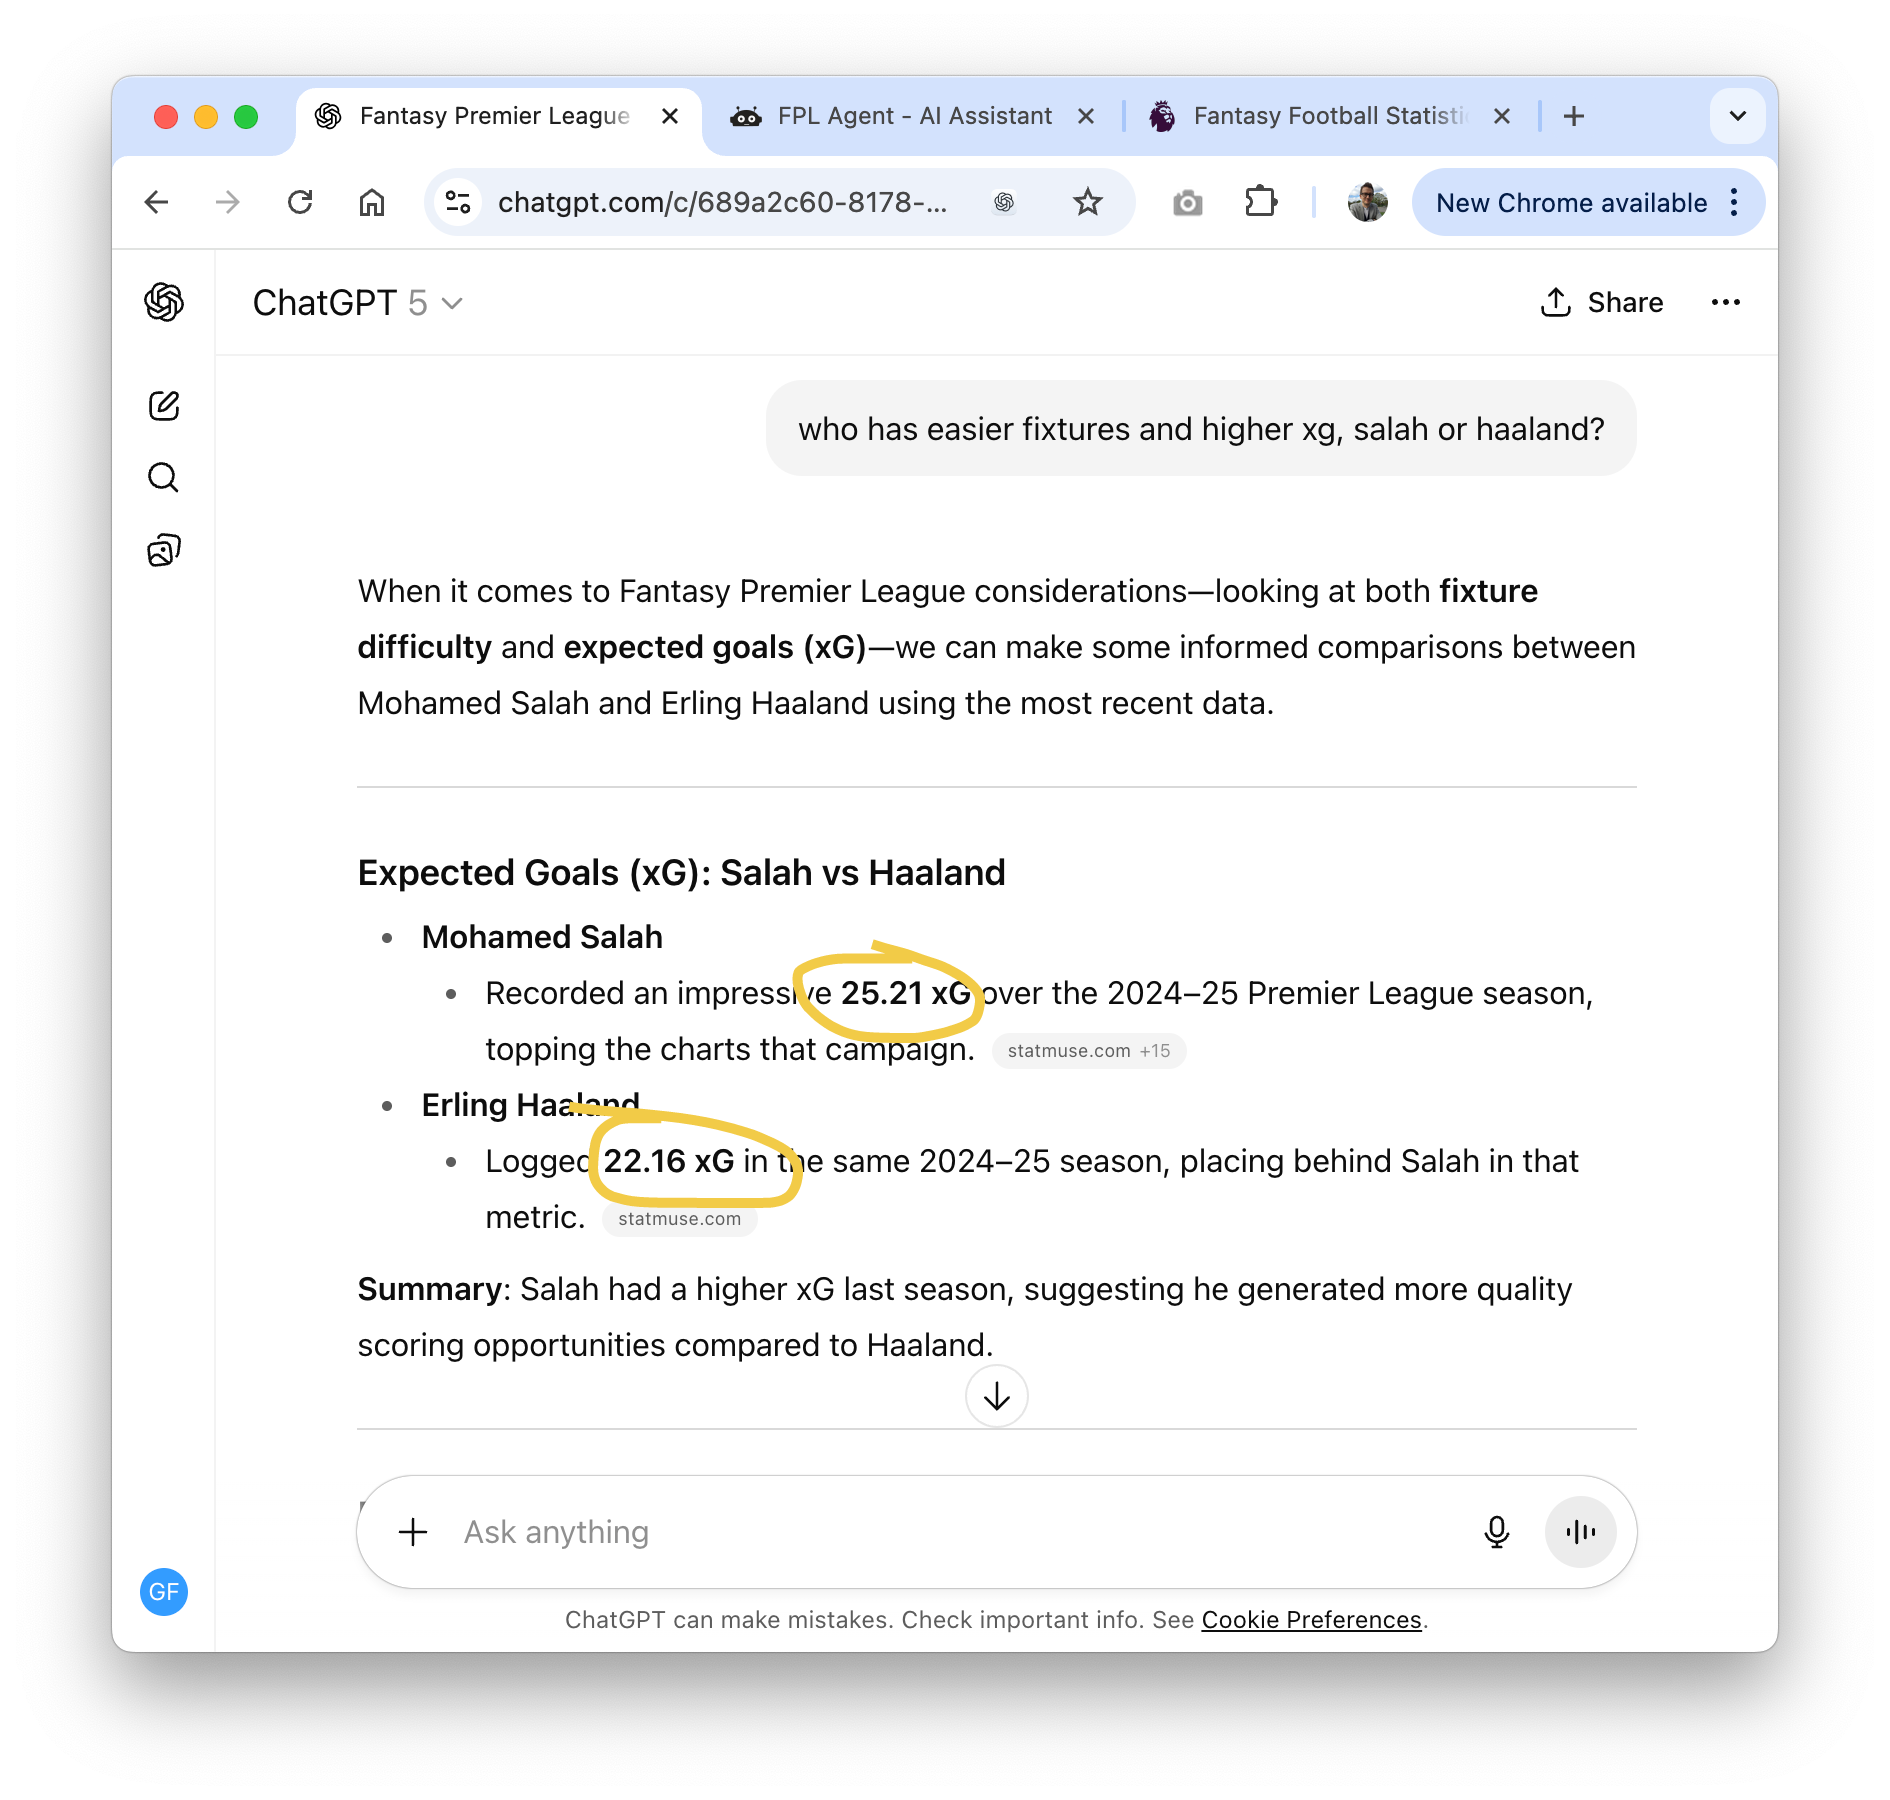 Fantasy Premier League
FPL Agent - AI Assistant
Fantasy Football Statisti
chatgpt.com/c/689a2c60-8178-...
New Chrome available
ChatGPT 5
Share
who has easier fixtures and higher xg, salah or haaland?
When it comes to Fantasy Premier League considerations—looking at both fixture
difficulty and expected goals (xG)—we can make some informed comparisons between
Mohamed Salah and Erling Haaland using the most recent data.
Expected Goals (xG): Salah vs Haaland
• Mohamed Salah
• Recorded an impressive 25.21 xG over the 2024–25 Premier League season,
topping the charts that campaign. statmuse.com +15
• Erling Haaland
• Logged 22.16 xG in the same 2024–25 season, placing behind Salah in that
metric. statmuse.com
Summary: Salah had a higher xG last season, suggesting he generated more quality
scoring opportunities compared to Haaland.
Ask anything
GF
ChatGPT can make mistakes. Check important info. See Cookie Preferences.